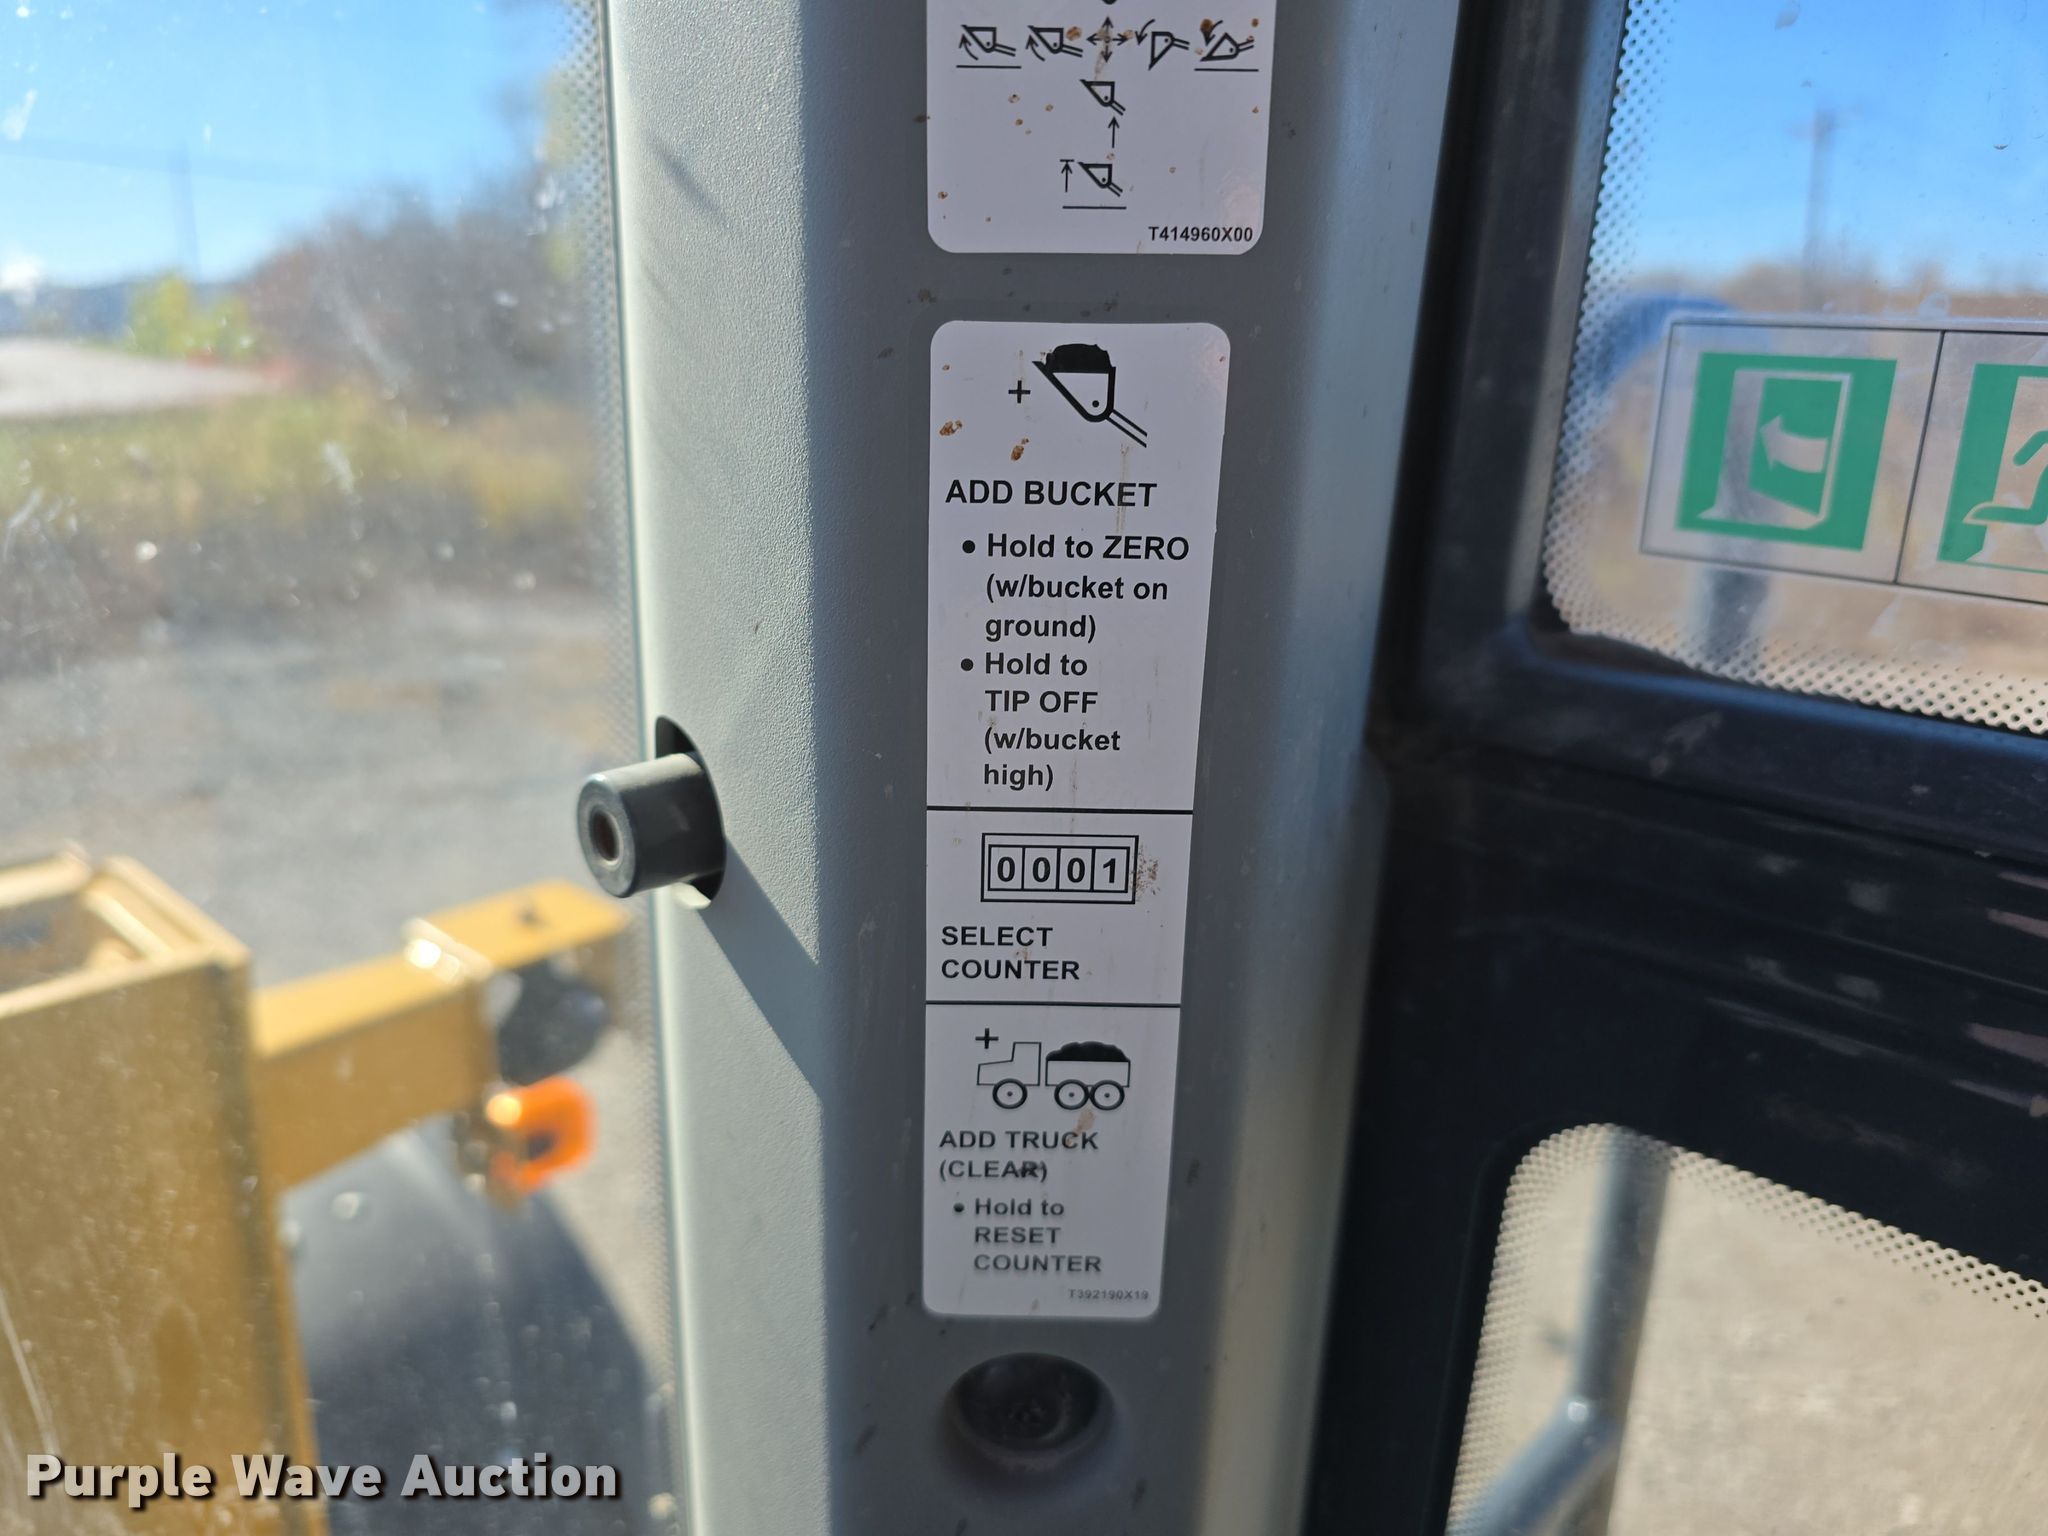 T414960X00
+
ADD BUCKET
• Hold to ZERO
(w/bucket on
ground)
• Hold to
TIP OFF
(w/bucket
high)
0001
SELECT
COUNTER
+
ADD TRUCK
(CLEAR)
• Hold to
RESET
COUNTER
T392190X19
Purple Wave Auction